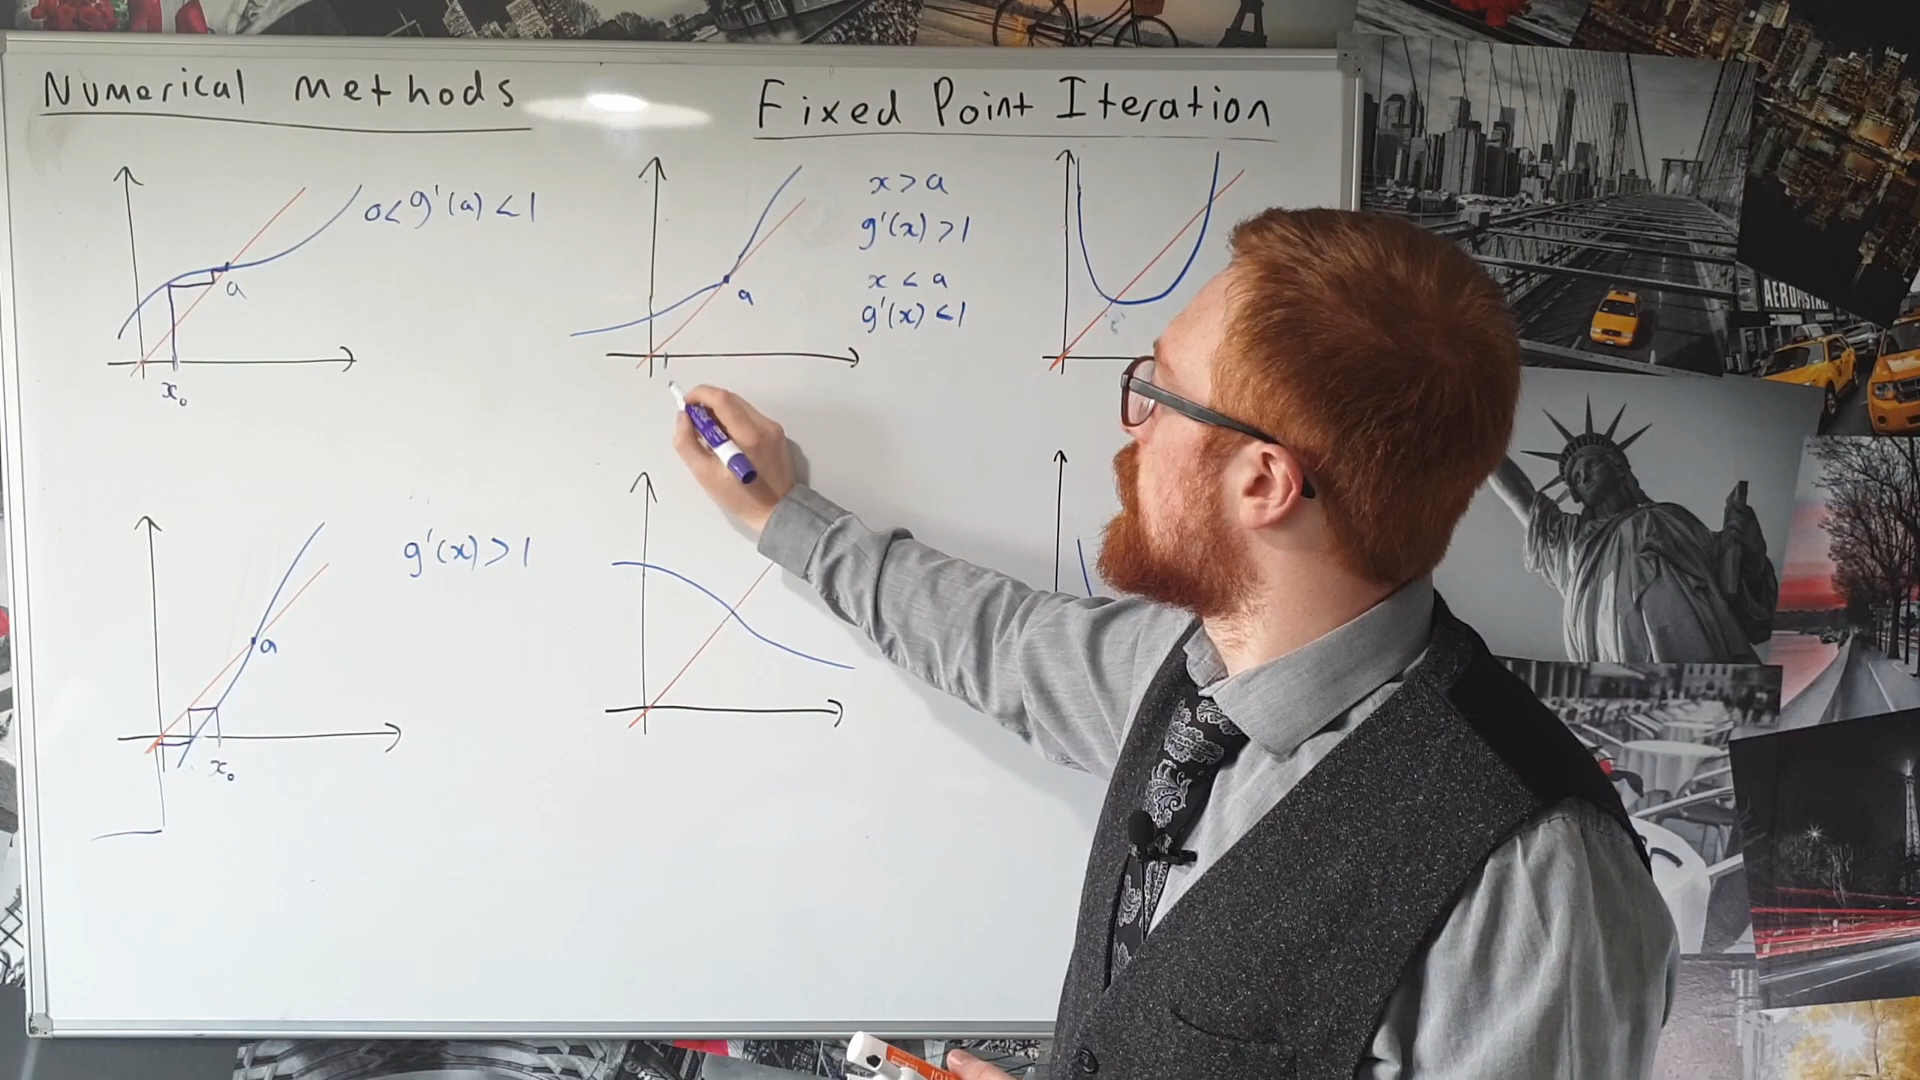 Numerical methods
Fixed Point Iteration
0<g'(a)<1
a
x₀
x>a
g'(x)>1
x<a
g'(x)<1
a
g'(x)>1
a
x₀